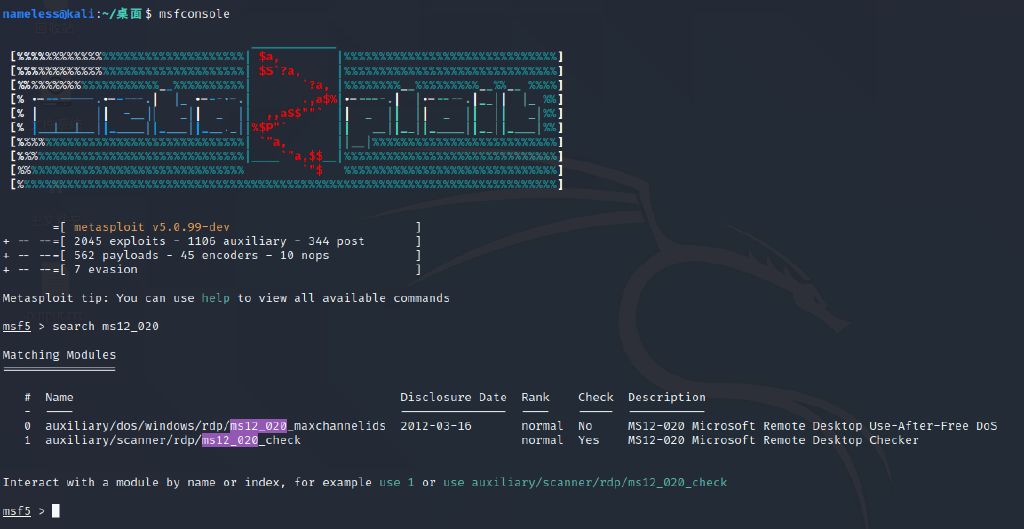 nameless@kali:~/桌面$ msfconsole
=[ metasploit v5.0.99-dev ]
+ -- --=[ 2045 exploits - 1106 auxiliary - 344 post ]
+ -- --=[ 562 payloads - 45 encoders - 10 nops ]
+ -- --=[ 7 evasion ]
Metasploit tip: You can use help to view all available commands
msf5 > search ms12_020
Matching Modules
================
# Name Disclosure Date Rank Check Description
- ---- --------------- ---- ----- -----------
0 auxiliary/dos/windows/rdp/ms12_020_maxchannelids 2012-03-16 normal No MS12-020 Microsoft Remote Desktop Use-After-Free DoS
1 auxiliary/scanner/rdp/ms12_020_check normal Yes MS12-020 Microsoft Remote Desktop Checker
Interact with a module by name or index, for example use 1 or use auxiliary/scanner/rdp/ms12_020_check
msf5 >